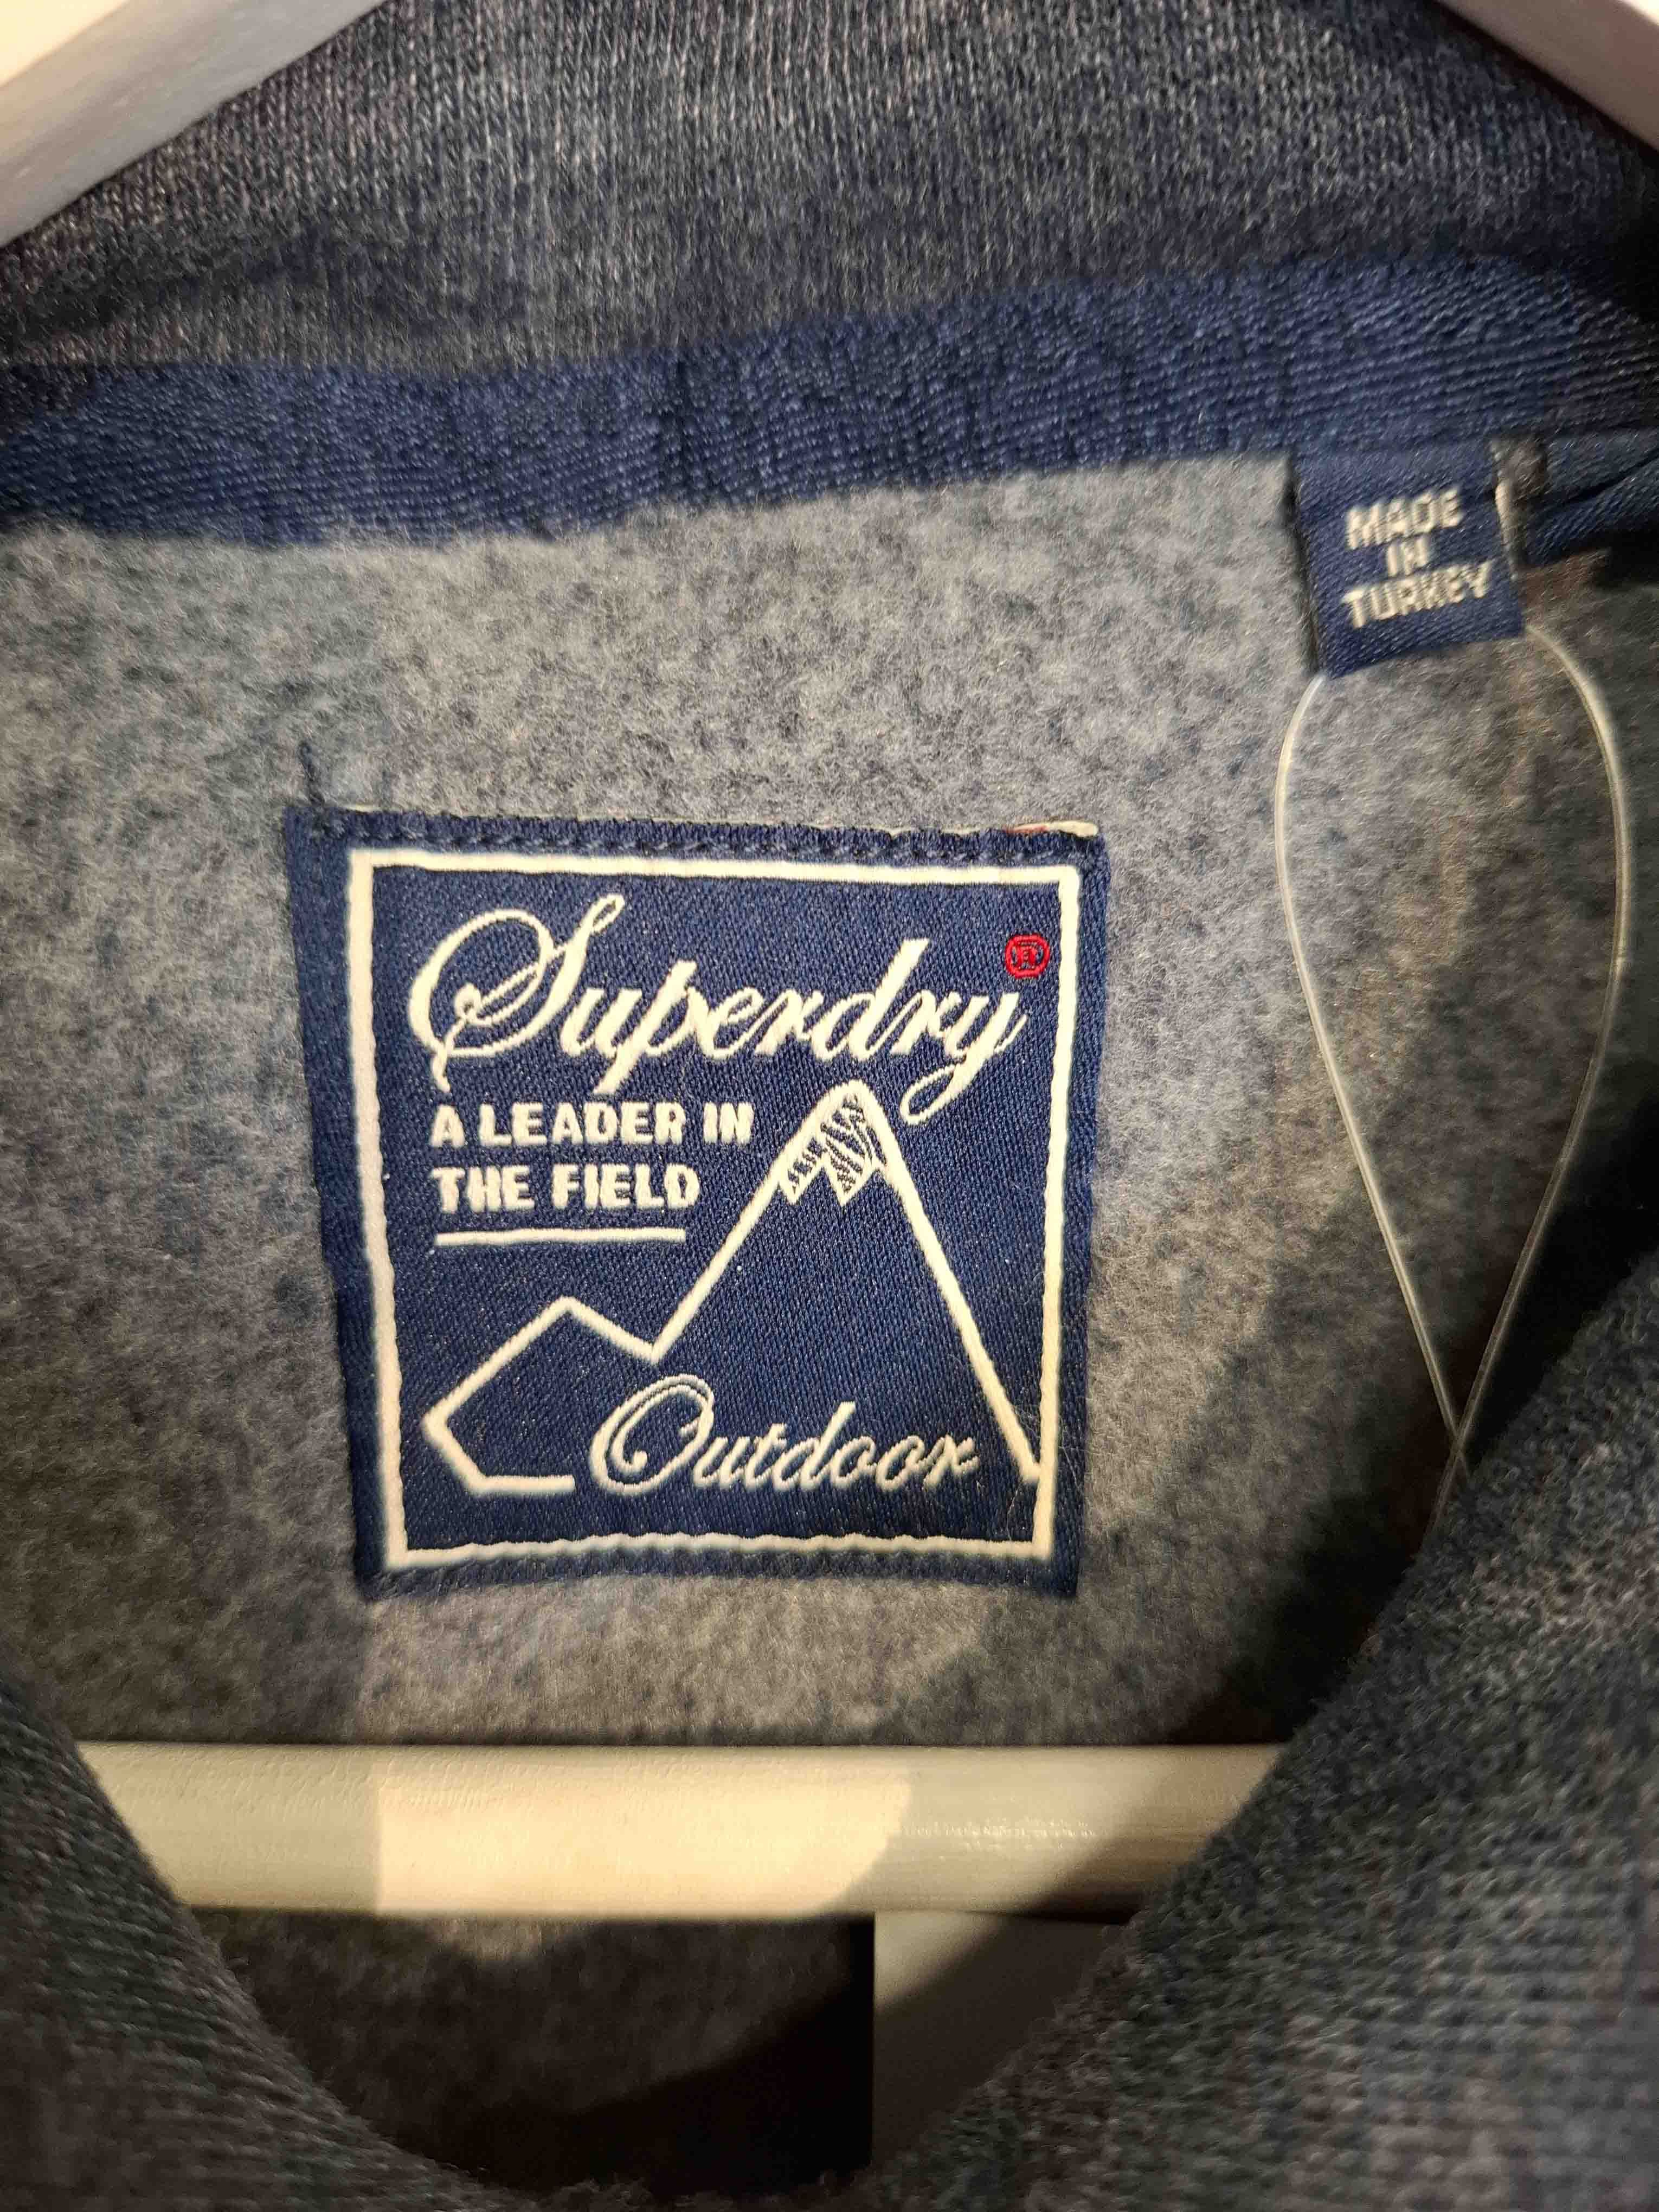 MADE
IN
TURKEY
Superdry®
A LEADER IN
THE FIELD
Outdoor